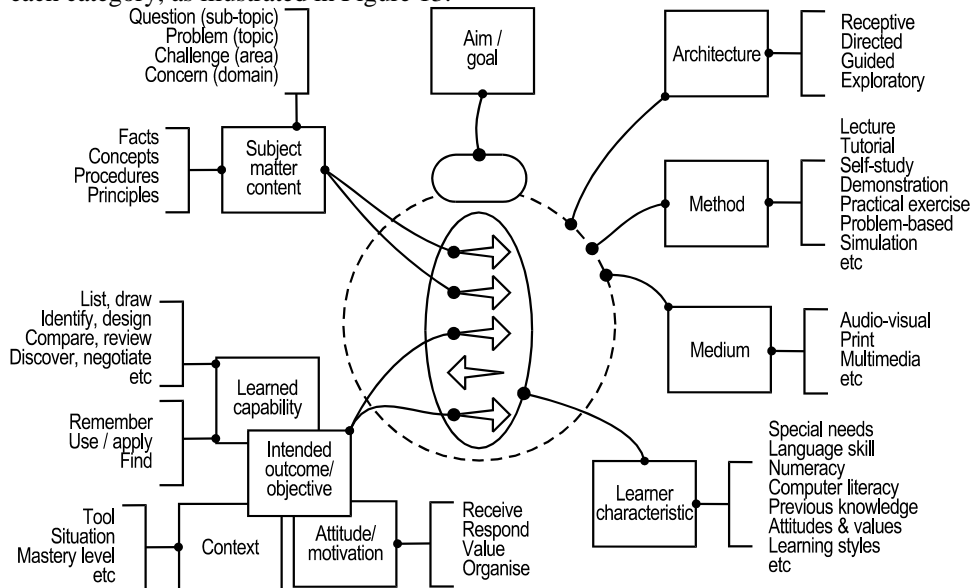 each category, as illustrated in Figure 15.
Question (sub-topic)
Problem (topic)
Challenge (area)
Concern (domain)
Aim /
goal
Architecture
Receptive
Directed
Guided
Exploratory
Facts
Concepts
Procedures
Principles
Subject
matter
content
Method
Lecture
Tutorial
Self-study
Demonstration
Practical exercise
Problem-based
Simulation
etc
List, draw
Identify, design
Compare, review
Discover, negotiate
etc
Learned
capability
Medium
Audio-visual
Print
Multimedia
etc
Remember
Use / apply
Find
Intended
outcome/
objective
Learner
characteristic
Special needs
Language skill
Numeracy
Computer literacy
Previous knowledge
Attitudes & values
Learning styles
etc
Tool
Situation
Mastery level
etc
Context
Attitude/
motivation
Receive
Respond
Value
Organise